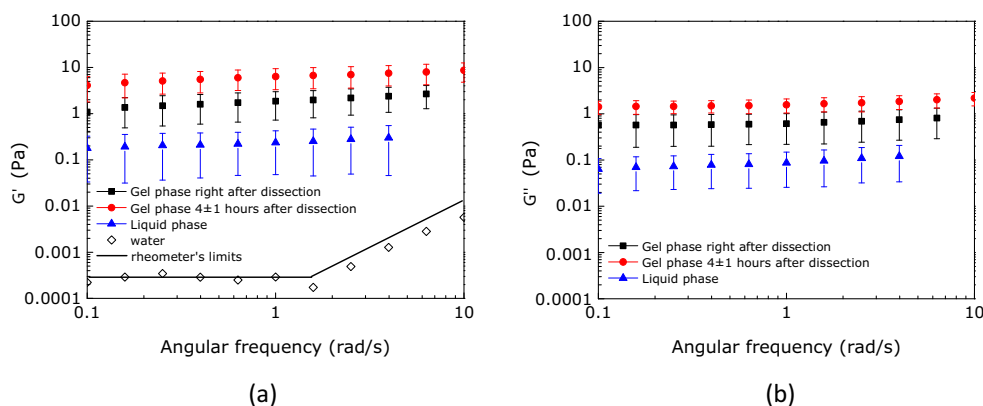 100
10
1
0.1
0.01
0.001
0.0001
G' (Pa)
Gel phase right after dissection
Gel phase 4±1 hours after dissection
Liquid phase
water
rheometer's limits
0.1 1 10
Angular frequency (rad/s)
(a)
100
10
1
0.1
0.01
0.001
0.0001
G'' (Pa)
Gel phase right after dissection
Gel phase 4±1 hours after dissection
Liquid phase
0.1 1 10
Angular frequency (rad/s)
(b)